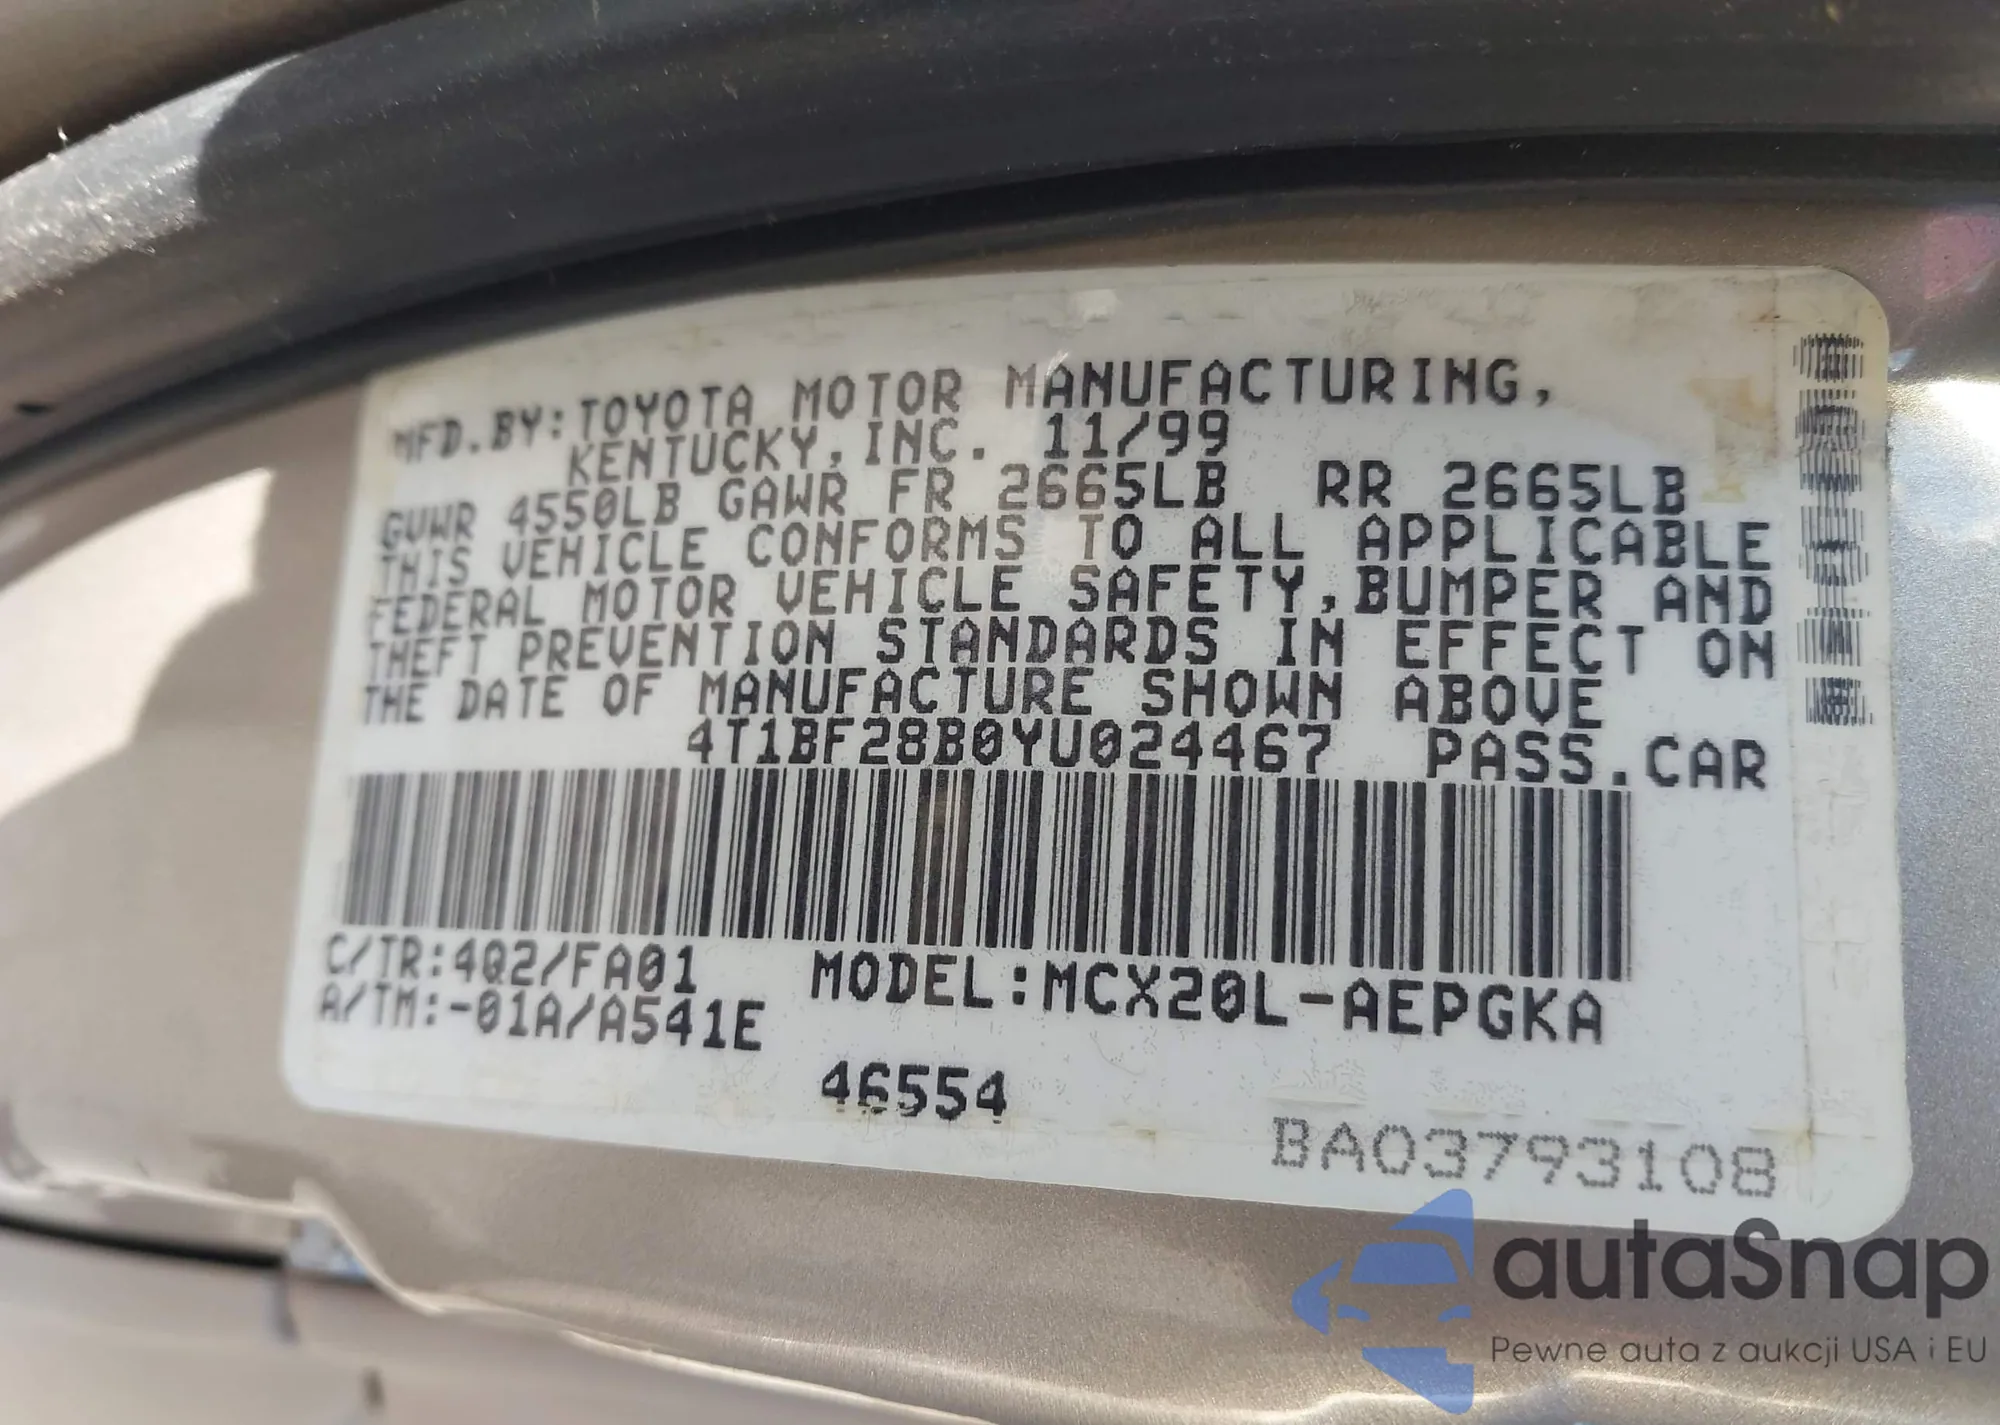 MFD.BY:TOYOTA MOTOR MANUFACTURING,
KENTUCKY,INC. 11/99
GVWR 4550LB GAWR FR 2665LB RR 2665LB
THIS VEHICLE CONFORMS TO ALL APPLICABLE
FEDERAL MOTOR VEHICLE SAFETY,BUMPER AND
THEFT PREVENTION STANDARDS IN EFFECT ON
THE DATE OF MANUFACTURE SHOWN ABOVE
4T1BF28B0YU024467 PASS.CAR
C/TR:4Q2/FA01 MODEL:MCX20L-AEPGKA
A/TM:-01A/A541E
46554
BA03793108
autaSnap
Pewne auta z aukcji USA i EU